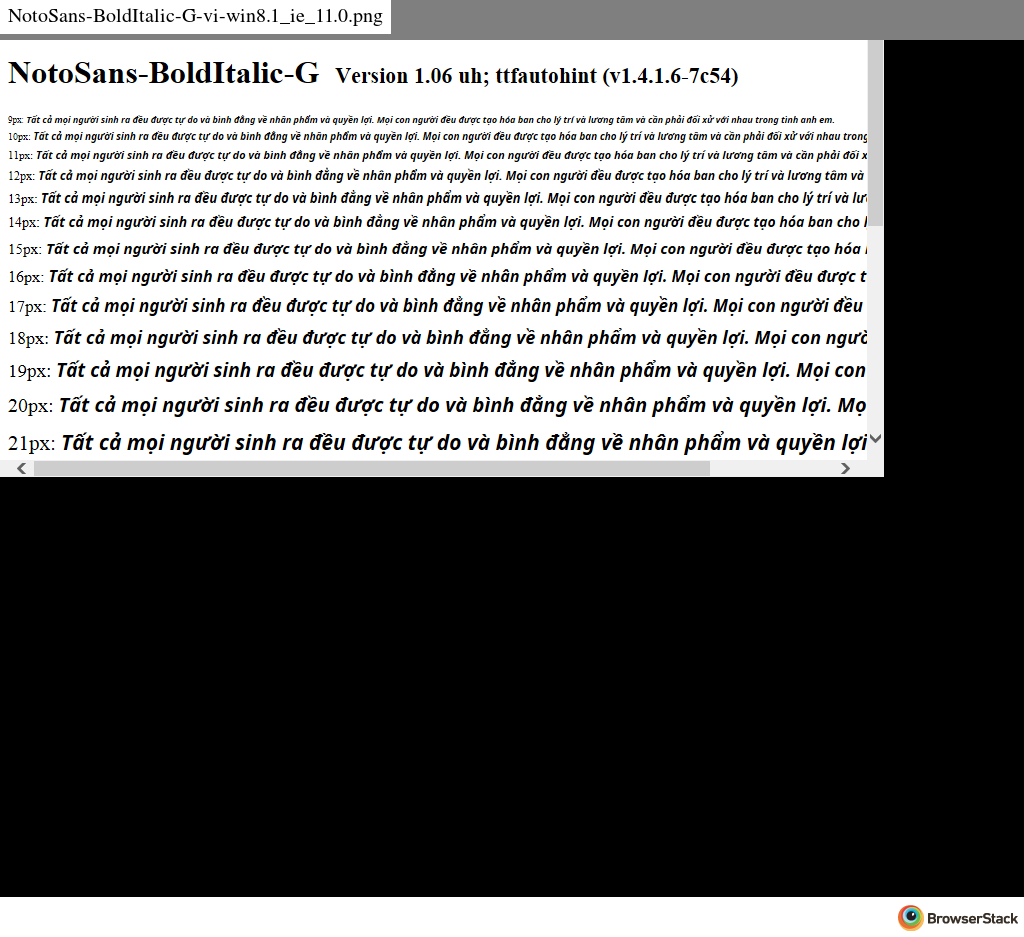 NotoSans-BoldItalic-G-vi-win8.1_ie_11.0.png
NotoSans-BoldItalic-G Version 1.06 uh; ttfautohint (v1.4.1.6-7c54)
9px: Tất cả mọi người sinh ra đều được tự do và bình đẳng về nhân phẩm và quyền lợi. Mọi con người đều được tạo hóa ban cho lý trí và lương tâm và cần phải đối xử với nhau trong tình anh em.
10px: Tất cả mọi người sinh ra đều được tự do và bình đẳng về nhân phẩm và quyền lợi. Mọi con người đều được tạo hóa ban cho lý trí và lương tâm và cần phải đối xử với nhau trong
11px: Tất cả mọi người sinh ra đều được tự do và bình đẳng về nhân phẩm và quyền lợi. Mọi con người đều được tạo hóa ban cho lý trí và lương tâm và cần phải đối x
12px: Tất cả mọi người sinh ra đều được tự do và bình đẳng về nhân phẩm và quyền lợi. Mọi con người đều được tạo hóa ban cho lý trí và lương tâm và
13px: Tất cả mọi người sinh ra đều được tự do và bình đẳng về nhân phẩm và quyền lợi. Mọi con người đều được tạo hóa ban cho lý trí và lư
14px: Tất cả mọi người sinh ra đều được tự do và bình đẳng về nhân phẩm và quyền lợi. Mọi con người đều được tạo hóa ban cho l
15px: Tất cả mọi người sinh ra đều được tự do và bình đẳng về nhân phẩm và quyền lợi. Mọi con người đều được tạo hóa
16px: Tất cả mọi người sinh ra đều được tự do và bình đẳng về nhân phẩm và quyền lợi. Mọi con người đều được t
17px: Tất cả mọi người sinh ra đều được tự do và bình đẳng về nhân phẩm và quyền lợi. Mọi con người đều
18px: Tất cả mọi người sinh ra đều được tự do và bình đẳng về nhân phẩm và quyền lợi. Mọi con ngườ
19px: Tất cả mọi người sinh ra đều được tự do và bình đẳng về nhân phẩm và quyền lợi. Mọi con
20px: Tất cả mọi người sinh ra đều được tự do và bình đẳng về nhân phẩm và quyền lợi. Mọ
21px: Tất cả mọi người sinh ra đều được tự do và bình đẳng về nhân phẩm và quyền lợi
BrowserStack